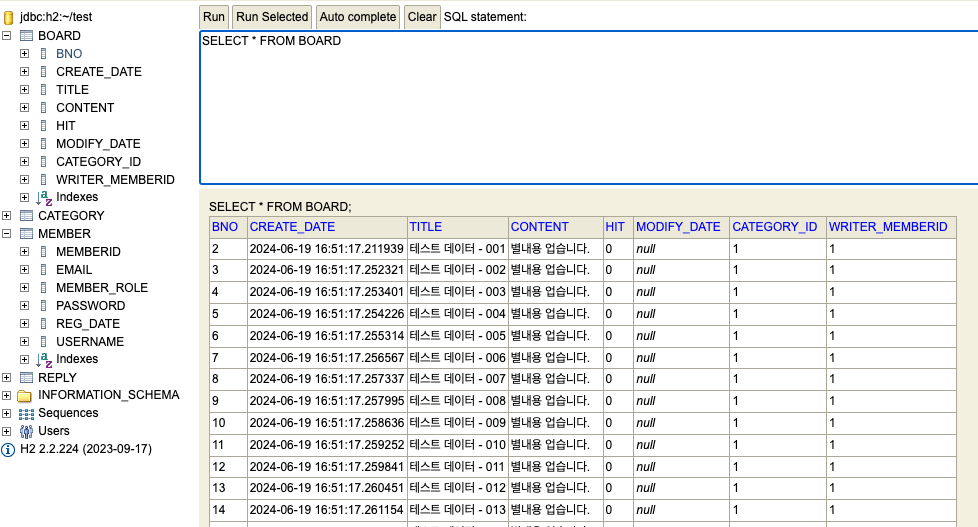 jdbc:h2:~/test
BOARD
BNO
CREATE_DATE
TITLE
CONTENT
HIT
MODIFY_DATE
CATEGORY_ID
WRITER_MEMBERID
Indexes
CATEGORY
MEMBER
MEMBERID
EMAIL
MEMBER_ROLE
PASSWORD
REG_DATE
USERNAME
Indexes
REPLY
INFORMATION_SCHEMA
Sequences
Users
H2 2.2.224 (2023-09-17)
Run Run Selected Auto complete Clear SQL statement:
SELECT * FROM BOARD
SELECT * FROM BOARD;
BNO CREATE_DATE TITLE CONTENT HIT MODIFY_DATE CATEGORY_ID WRITER_MEMBERID
2 2024-06-19 16:51:17.211939 테스트 데이터 - 001 별내용 업습니다. 0 null 1 1
3 2024-06-19 16:51:17.252321 테스트 데이터 - 002 별내용 업습니다. 0 null 1 1
4 2024-06-19 16:51:17.253401 테스트 데이터 - 003 별내용 업습니다. 0 null 1 1
5 2024-06-19 16:51:17.254226 테스트 데이터 - 004 별내용 업습니다. 0 null 1 1
6 2024-06-19 16:51:17.255314 테스트 데이터 - 005 별내용 업습니다. 0 null 1 1
7 2024-06-19 16:51:17.256567 테스트 데이터 - 006 별내용 업습니다. 0 null 1 1
8 2024-06-19 16:51:17.257337 테스트 데이터 - 007 별내용 업습니다. 0 null 1 1
9 2024-06-19 16:51:17.257995 테스트 데이터 - 008 별내용 업습니다. 0 null 1 1
10 2024-06-19 16:51:17.258636 테스트 데이터 - 009 별내용 업습니다. 0 null 1 1
11 2024-06-19 16:51:17.259252 테스트 데이터 - 010 별내용 업습니다. 0 null 1 1
12 2024-06-19 16:51:17.259841 테스트 데이터 - 011 별내용 업습니다. 0 null 1 1
13 2024-06-19 16:51:17.260451 테스트 데이터 - 012 별내용 업습니다. 0 null 1 1
14 2024-06-19 16:51:17.261154 테스트 데이터 - 013 별내용 업습니다. 0 null 1 1